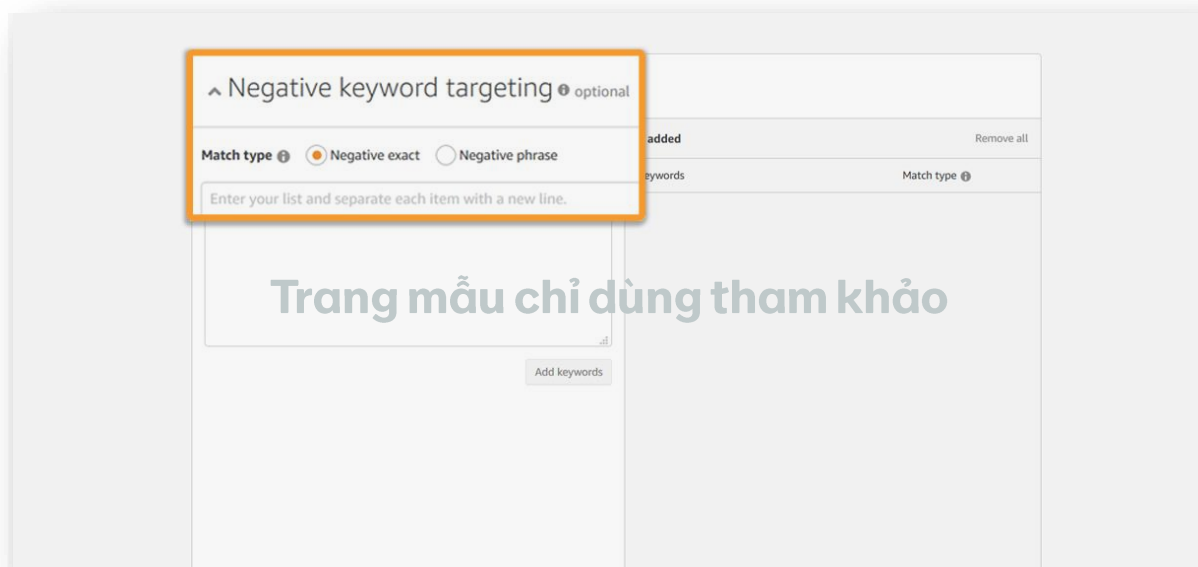 Negative keyword targeting optional
added
Remove all
Match type Negative exact Negative phrase
Match type
Enter your list and separate each item with a new line.
Trang mẫu chỉ dùng tham khảo
Add keywords